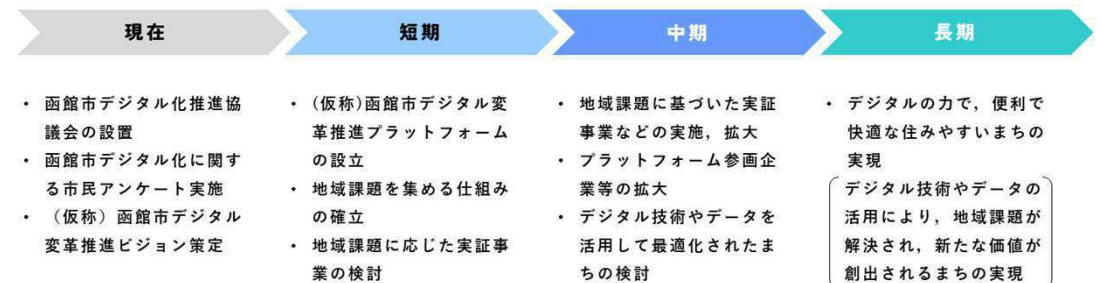 現在
短期
中期
長期
・ 函館市デジタル化推進協
議会の設置
・ 函館市デジタル化に関す
る市民アンケート実施
・ （仮称）函館市デジタル
変革推進ビジョン策定
・ (仮称)函館市デジタル変
革推進プラットフォーム
の設立
・ 地域課題を集める仕組み
の確立
・ 地域課題に応じた実証事
業の検討
・ 地域課題に基づいた実証
事業などの実施，拡大
・ プラットフォーム参画企
業等の拡大
・ デジタル技術やデータを
活用して最適化されたま
ちの検討
・ デジタルの力で，便利で
快適な住みやすいまちの
実現
デジタル技術やデータの
活用により，地域課題が
解決され，新たな価値が
創出されるまちの実現